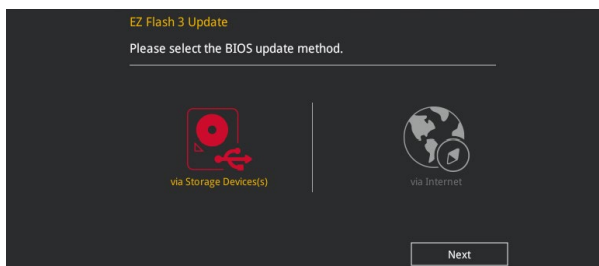 EZ Flash 3 Update
Please select the BIOS update method.
via Storage Devices(s)
via Internet
Next